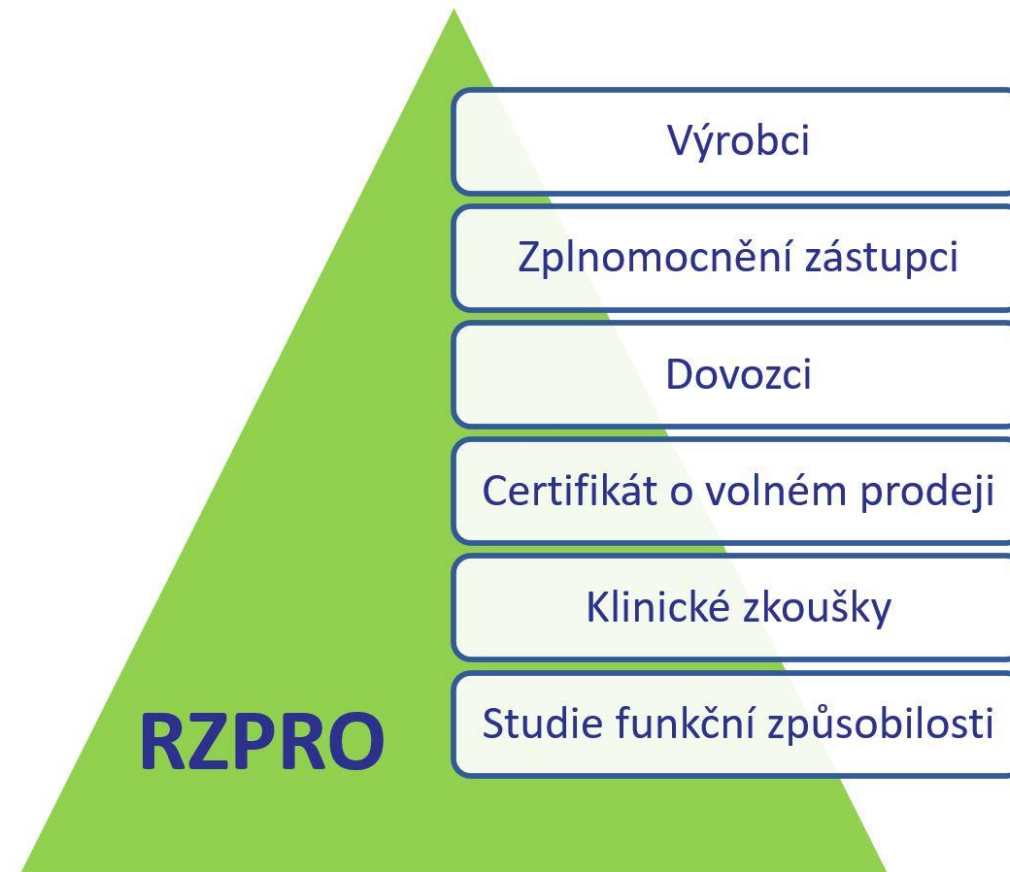 Výrobci
Zplnomocnění zástupci
Dovozci
Certifikát o volném prodeji
Klinické zkoušky
Studie funkční způsobilosti
RZPRO